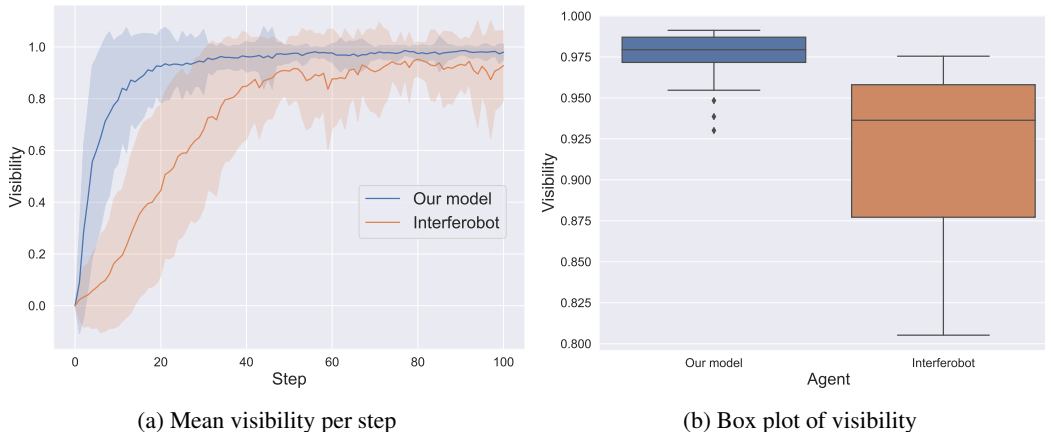 1.0
0.8
0.6
0.4
0.2
0.0
Visibility
Our model
Interferobot
0 20 40 60 80 100
Step
(a) Mean visibility per step
1.000
0.975
0.950
0.925
0.900
0.875
0.850
0.825
0.800
Visibility
Our model Interferobot
Agent
(b) Box plot of visibility